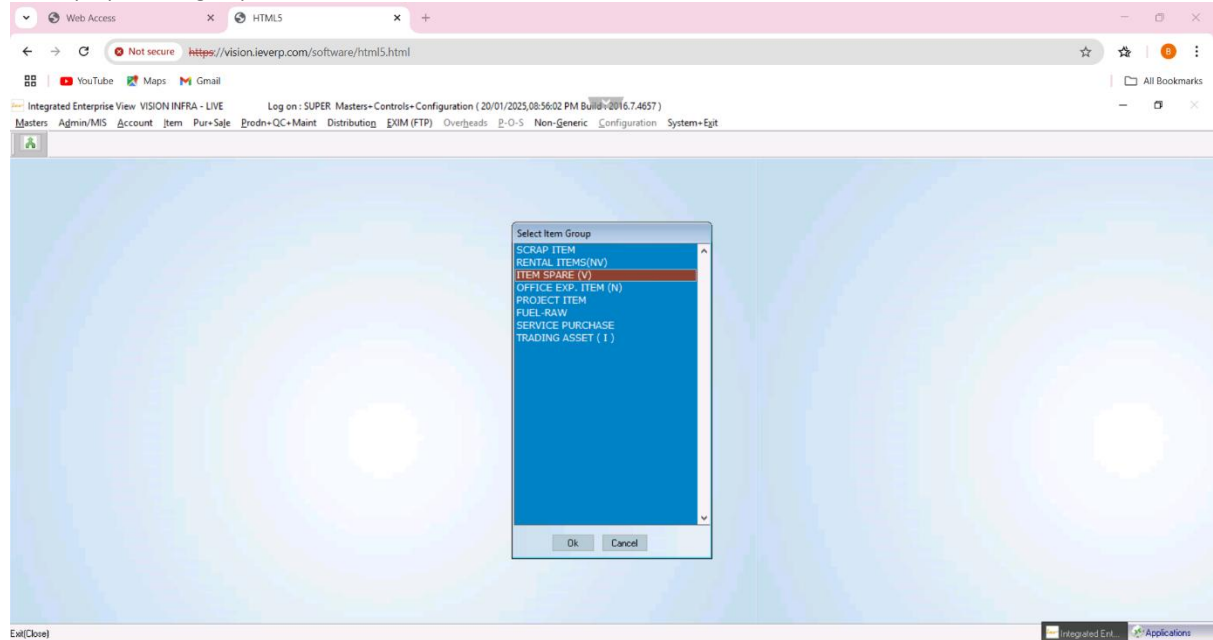 Web Access
HTML5
Not secure https://vision.ieverp.com/software/html5.html
B
YouTube Maps Gmail
All Bookmarks
Integrated Enterprise View VISION INFRA - LIVE Log on : SUPER Masters+Controls+Configuration ( 20/01/2025,08:56:02 PM Build : 2016.7.4657 )
Masters Admin/MIS Account Item Pur+Sale Prodn+QC+Maint Distribution EXIM (FTP) Overheads P-O-S Non-Generic Configuration System+Exit
Select Item Group
SCRAP ITEM
RENTAL ITEMS(NV)
ITEM SPARE (V)
OFFICE EXP. ITEM (N)
PROJECT ITEM
FUEL-RAW
SERVICE PURCHASE
TRADING ASSET ( I )
Ok Cancel
Exit(Close)
Integrated Ent... Applications